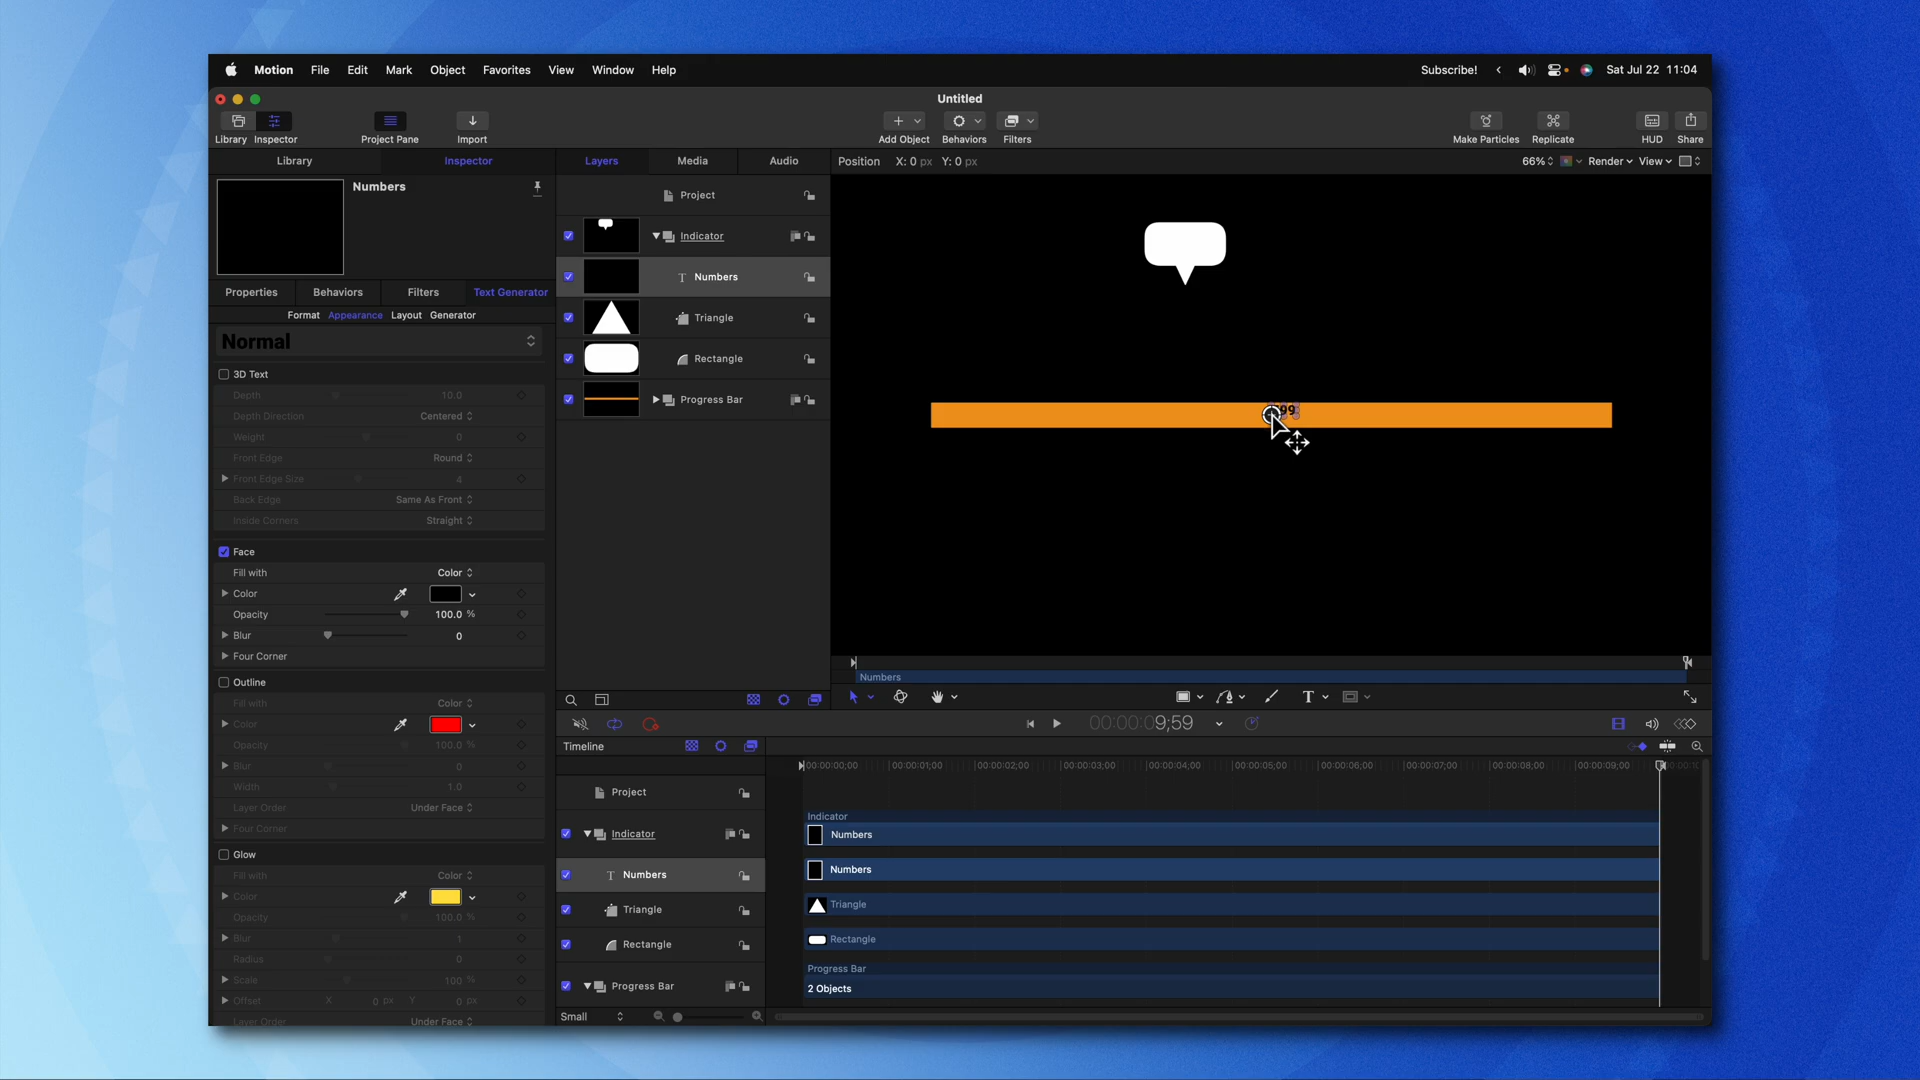 Motion File Edit Mark Object Favorites View Window Help
Subscribe! Sat Jul 22 11:04
Untitled
Library Inspector Project Pane Import
Add Object Behaviors Filters
Make Particles Replicate HUD Share
Library Inspector
Layers Media Audio
Position X: 0 px Y: 0 px
66% Render View
Numbers
Properties Behaviors Filters Text Generator
Format Appearance Layout Generator
Normal
3D Text
Depth 10.0
Depth Direction Centered
Weight 0
Front Edge Round
Front Edge Size 4
Back Edge Same As Front
Inside Corners Straight
Face
Fill with Color
Color
Opacity 100.0 %
Blur 0
Four Corner
Outline
Fill with Color
Color
Opacity 100.0 %
Blur 0
Width 1.0
Layer Order Under Face
Four Corner
Glow
Fill with Color
Color
Opacity 100.0 %
Blur 1
Radius 0
Scale 100 %
Offset X 0 px Y 0 px
Layer Order Under Face
Project
Indicator
T Numbers
Triangle
Rectangle
Progress Bar
99
Numbers
T
00:00:09;59
Timeline
00:00:00;00 00:00:01;00 00:00:02;00 00:00:03;00 00:00:04;00 00:00:05;00 00:00:06;00 00:00:07;00 00:00:08;00 00:00:09;00
Project
Indicator
T Numbers
Triangle
Rectangle
Progress Bar
Indicator
Numbers
Numbers
Triangle
Rectangle
Progress Bar
2 Objects
Small